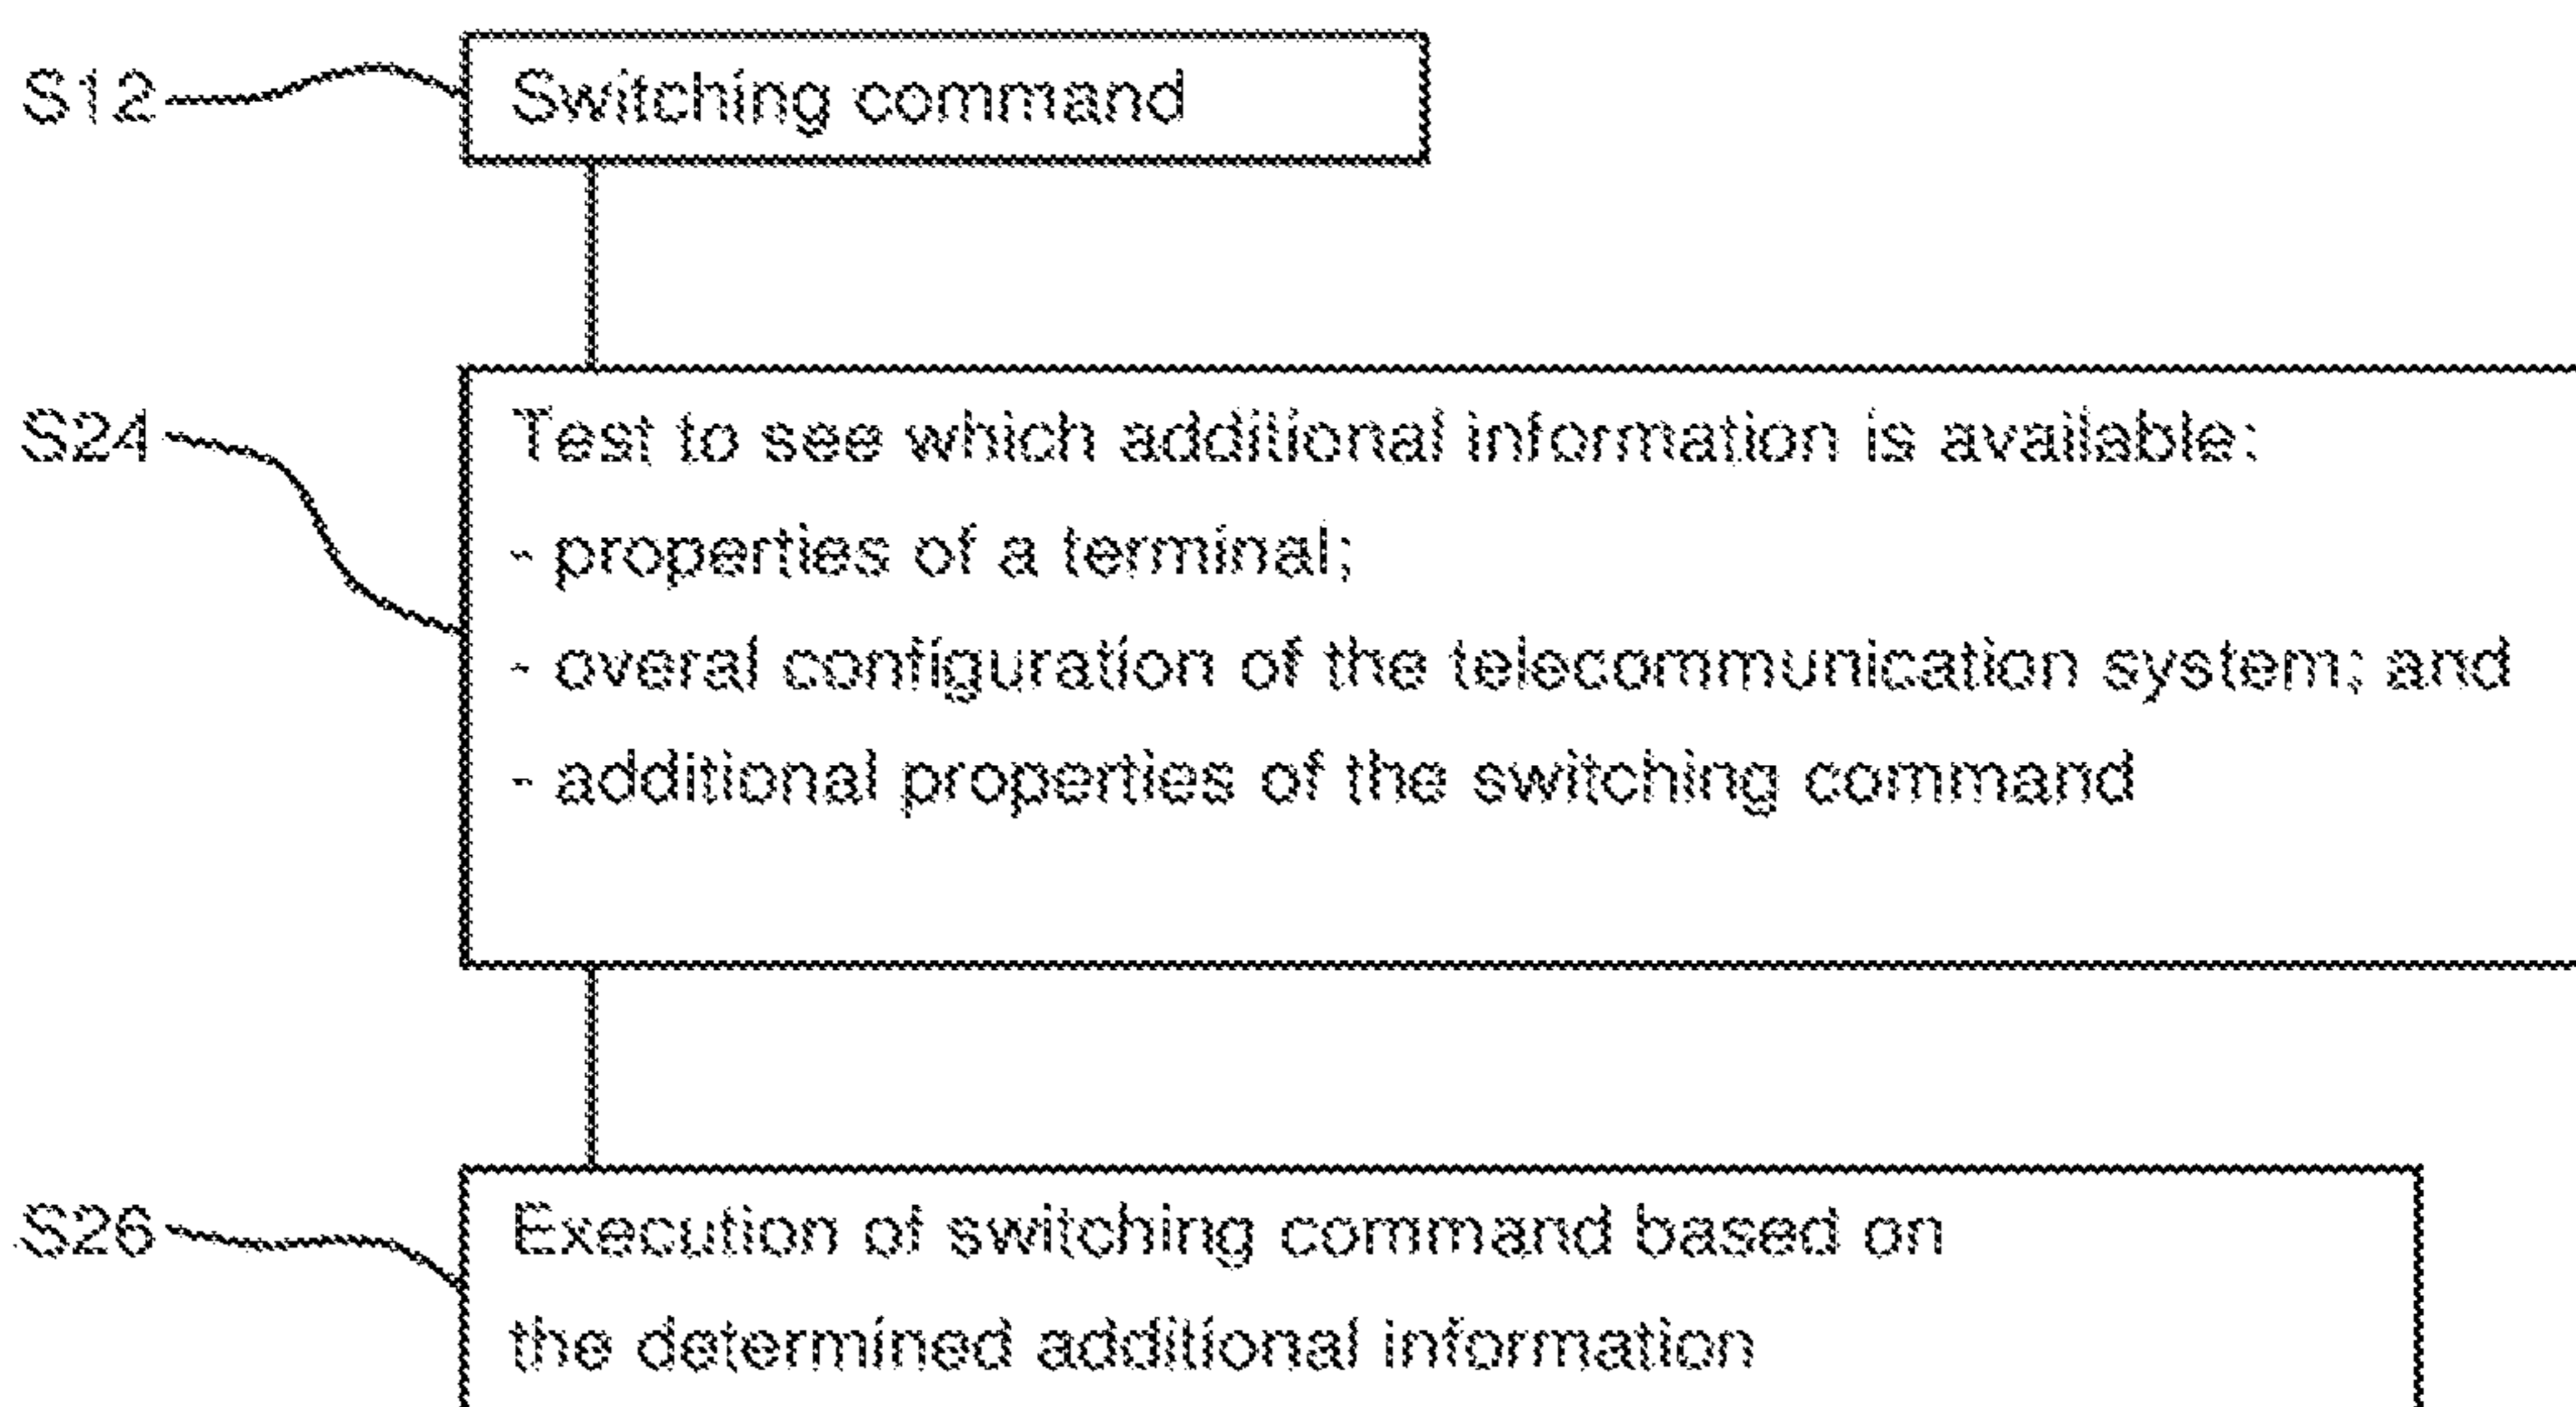 S12 Switching command
S24 Test to see which additional information is available:
- properties of a terminal;
- overal configuration of the telecommunication system; and
- additional properties of the switching command
S26 Execution of switching command based on
the determined additional information